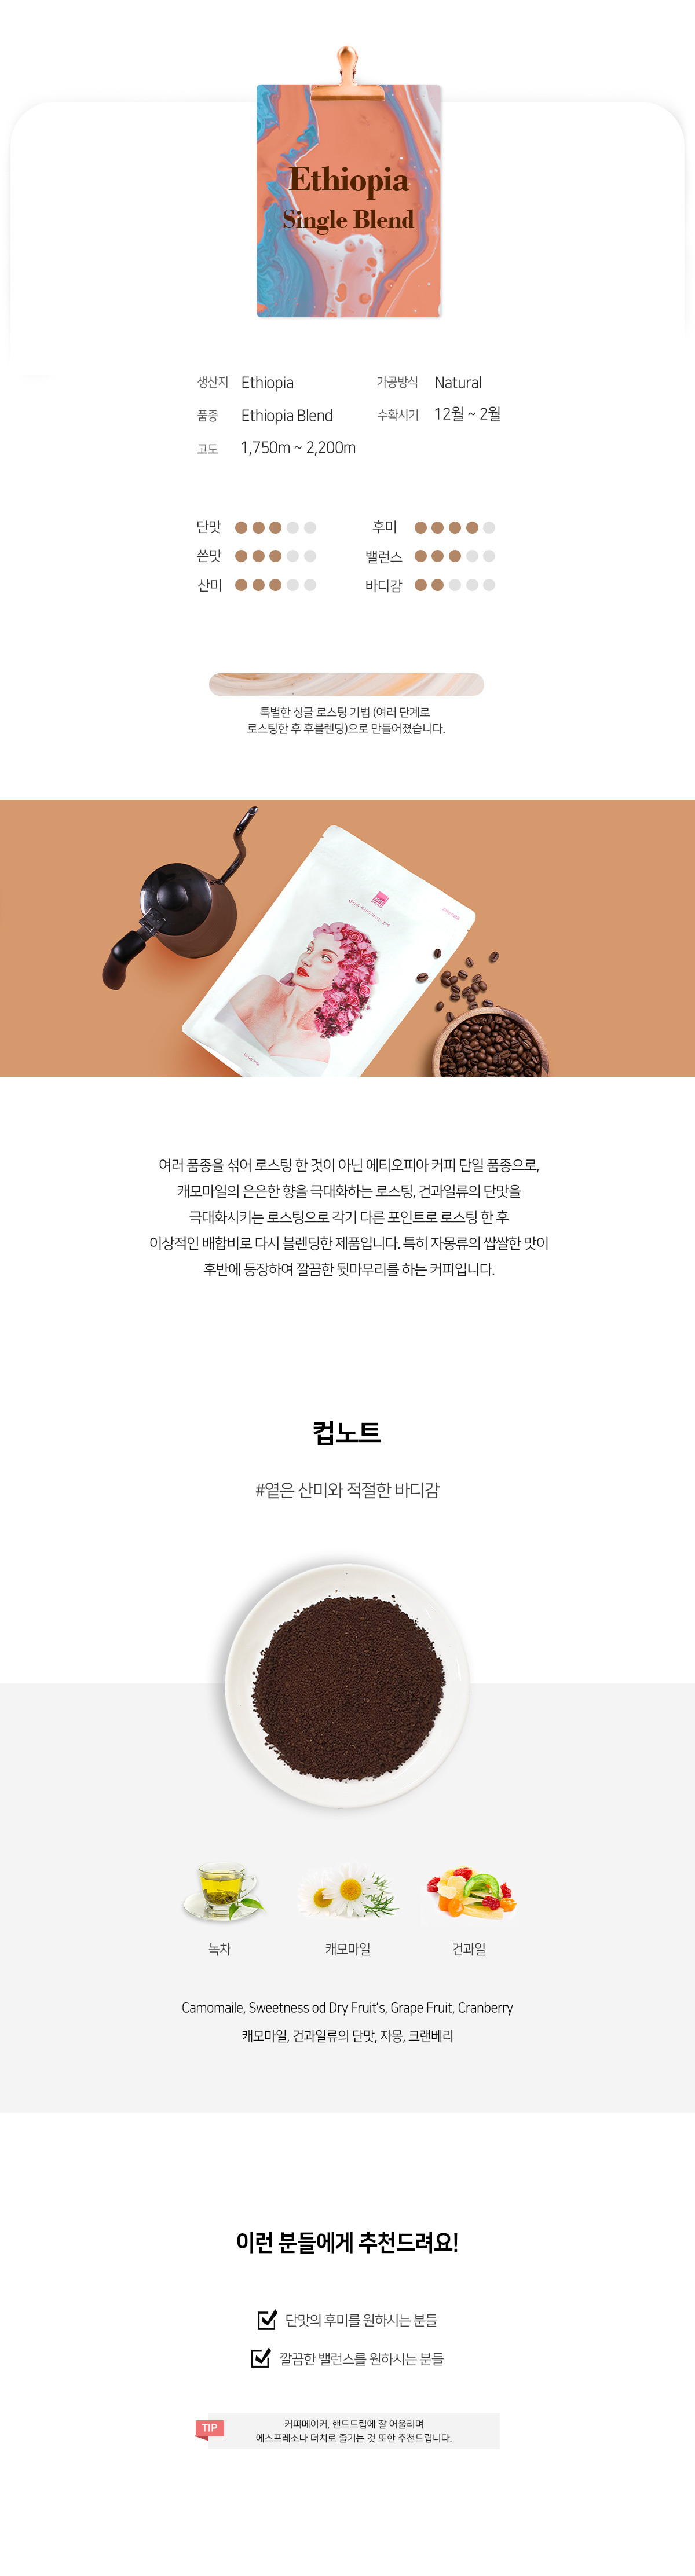 Ethiopia
Single Blend
생산지 Ethiopia 가공방식 Natural
품종 Ethiopia Blend 수확시기 12월 ~ 2월
고도 1,750m ~ 2,200m
단맛 후미
쓴맛 밸런스
산미 바디감
특별한 싱글 로스팅 기법 (여러 단계로
로스팅한 후 후블렌딩)으로 만들어졌습니다.
여러 품종을 섞어 로스팅 한 것이 아닌 에티오피아 커피 단일 품종으로,
캐모마일의 은은한 향을 극대화하는 로스팅, 건과일류의 단맛을
극대화시키는 로스팅으로 각기 다른 포인트로 로스팅 한 후
이상적인 배합비로 다시 블렌딩한 제품입니다. 특히 자몽류의 쌉쌀한 맛이
후반에 등장하여 깔끔한 뒷마무리를 하는 커피입니다.
컵노트
#옅은 산미와 적절한 바디감
녹차 캐모마일 건과일
Camomaile, Sweetness od Dry Fruit's, Grape Fruit, Cranberry
캐모마일, 건과일류의 단맛, 자몽, 크랜베리
이런 분들에게 추천드려요!
단맛의 후미를 원하시는 분들
깔끔한 밸런스를 원하시는 분들
TIP
커피메이커, 핸드드립에 잘 어울리며
에스프레소나 더치로 즐기는 것 또한 추천드립니다.